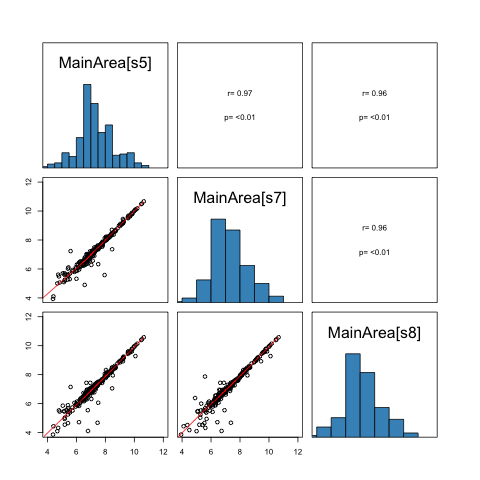 MainArea[s5]
r= 0.97
p= <0.01
r= 0.96
p= <0.01
MainArea[s7]
4 6 8 10 12
r= 0.96
p= <0.01
MainArea[s8]
4 6 8 10 12
4 6 8 10 12
4 6 8 10 12